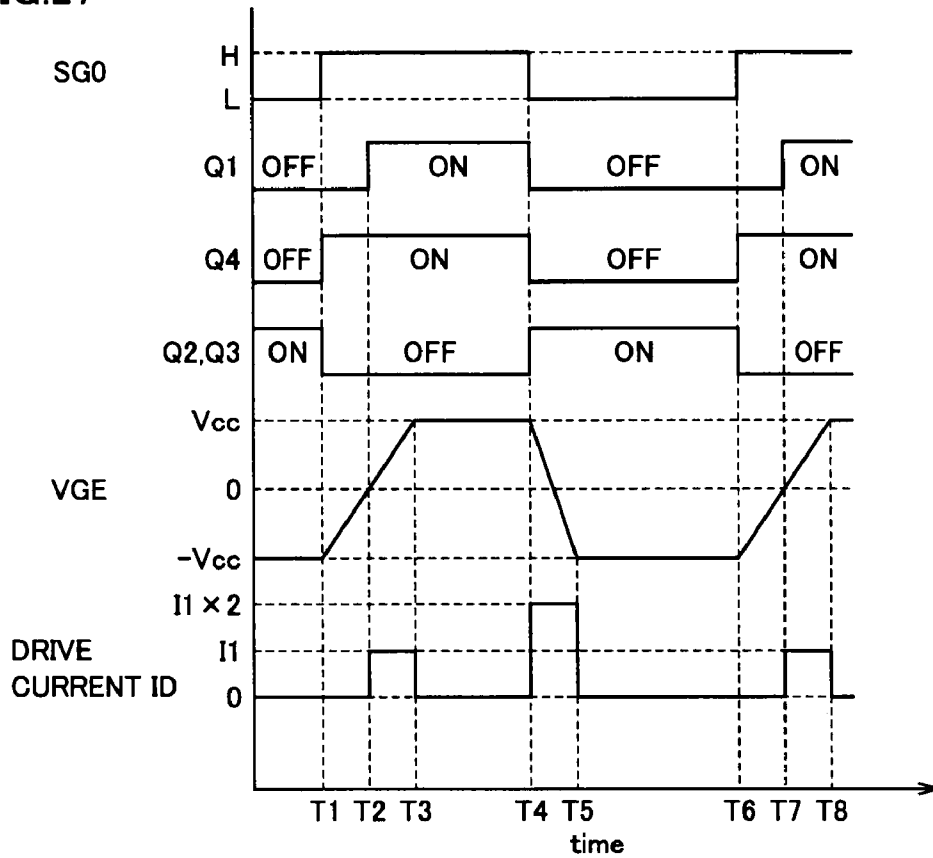 H
SG0
L
Q1 OFF ON OFF ON
Q4 OFF ON OFF ON
Q2,Q3 ON OFF ON OFF
Vcc
VGE 0
-Vcc
I1 × 2
DRIVE I1
CURRENT ID 0
T1 T2 T3 T4 T5 T6 T7 T8
time